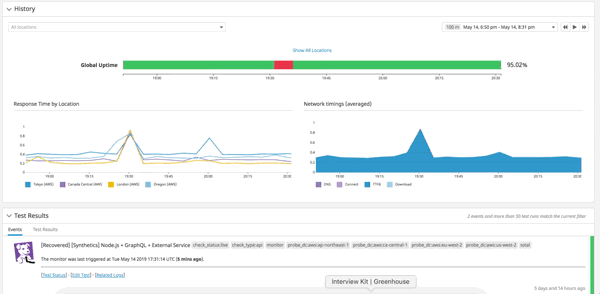 History
All locations
100 m May 14, 6:50 pm - May 14, 8:31 pm
Show All Locations
Global Uptime
95.02%
19:00 19:15 19:30 19:45 20:00 20:15 20:30
Response Time by Location
Network timings (averaged)
1
0.8
0.6
0.4
0.2
0
19:00 19:15 19:30 19:45 20:00 20:15 20:30
Tokyo (AWS) Canada Central (AWS) London (AWS) Oregon (AWS)
1
0.8
0.6
0.4
0.2
0
19:00 19:15 19:30 19:45 20:00 20:15 20:30
DNS Connect TTFB Download
Test Results
2 events and more than 50 test runs match the current filter
Events Test Results
[Recovered] [Synthetics] Node.js + GraphQL + External Service check_status:live check_type:api monitor probe_dc:aws:ap-northeast-1 probe_dc:aws:ca-central-1 probe_dc:aws:eu-west-2 probe_dc:aws:us-west-2 total
The monitor was last triggered at Tue May 14 2019 17:31:14 UTC (5 mins ago).
[Test Status] · [Edit Test] · [Related Logs]
Interview Kit | Greenhouse
5 days and 14 hours ago